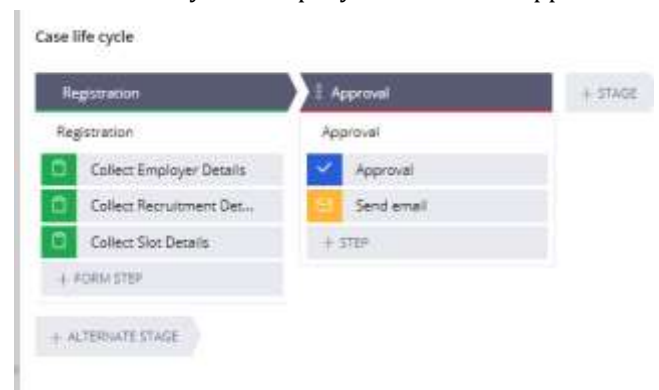 Case life cycle
Registration
Approval
+ STAGE
Registration
Collect Employer Details
Collect Recruitment Det...
Collect Slot Details
+ FORM STEP
Approval
Approval
Send email
+ STEP
+ ALTERNATE STAGE